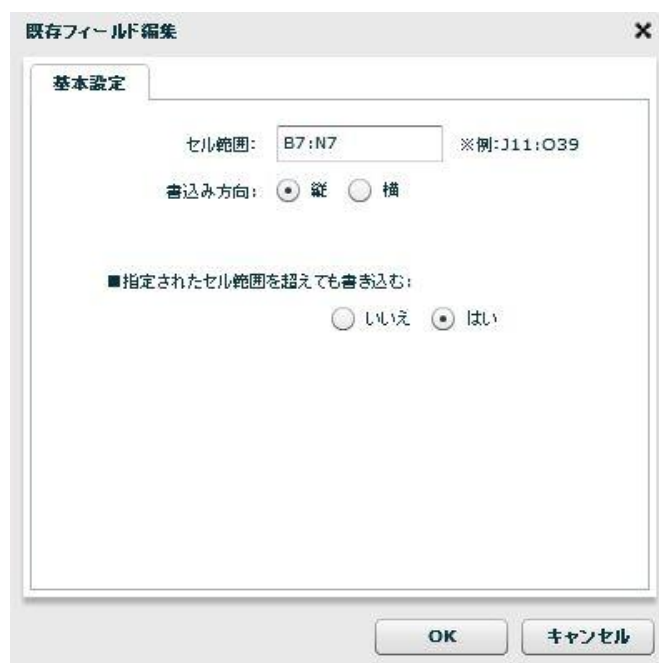 既存フィールド編集
基本設定
セル範囲: B7:N7 ※例:J11:O39
書込み方向: 縦 横
■指定されたセル範囲を超えても書き込む:
いいえ はい
OK キャンセル